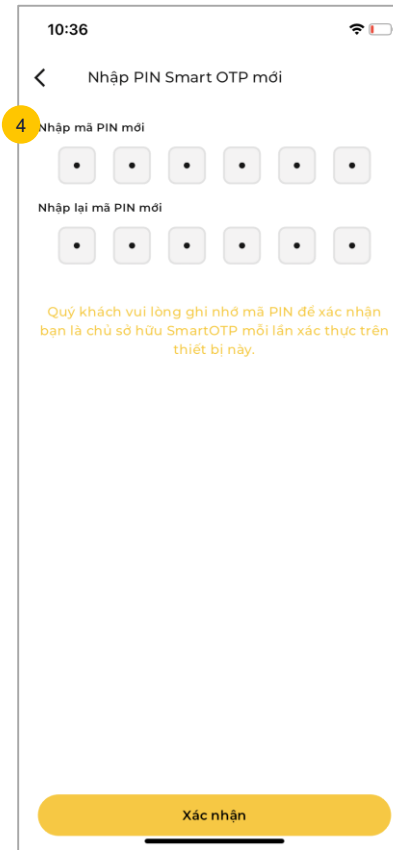 10:36
Nhập PIN Smart OTP mới
4
Nhập mã PIN mới
Nhập lại mã PIN mới
Quý khách vui lòng ghi nhớ mã PIN để xác nhận
bạn là chủ sở hữu SmartOTP mỗi lần xác thực trên
thiết bị này.
Xác nhận